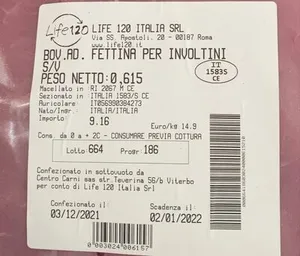 Life 120 LIFE 120 ITALIA SRL
Via SS. Apostoli, 20 - 00187 Roma
www.life120.it
BOV.AD. FETTINA PER INVOLTINI
S/V
PESO NETTO:0,615
Macellato in RI 2067 M CE
Sezionato in ITALIA 1583/S CE
Auricolare IT056990384273
Nato/Ingr. ITALIA/ITALIA
Importo Euro/kg 14.9
9.16
Cons. da 0 a + 2C - CONSUMARE PREVIA COTTURA
Lotto 664 Progr 186
IT
1583S
CE
Confezionato in sottovuoto da
Centro Carni sas str.Teverina 56/b Viterbo
per conto di Life 120 Italia Srl
Confezionato il Scadenza il
03/12/2021 02/01/2022